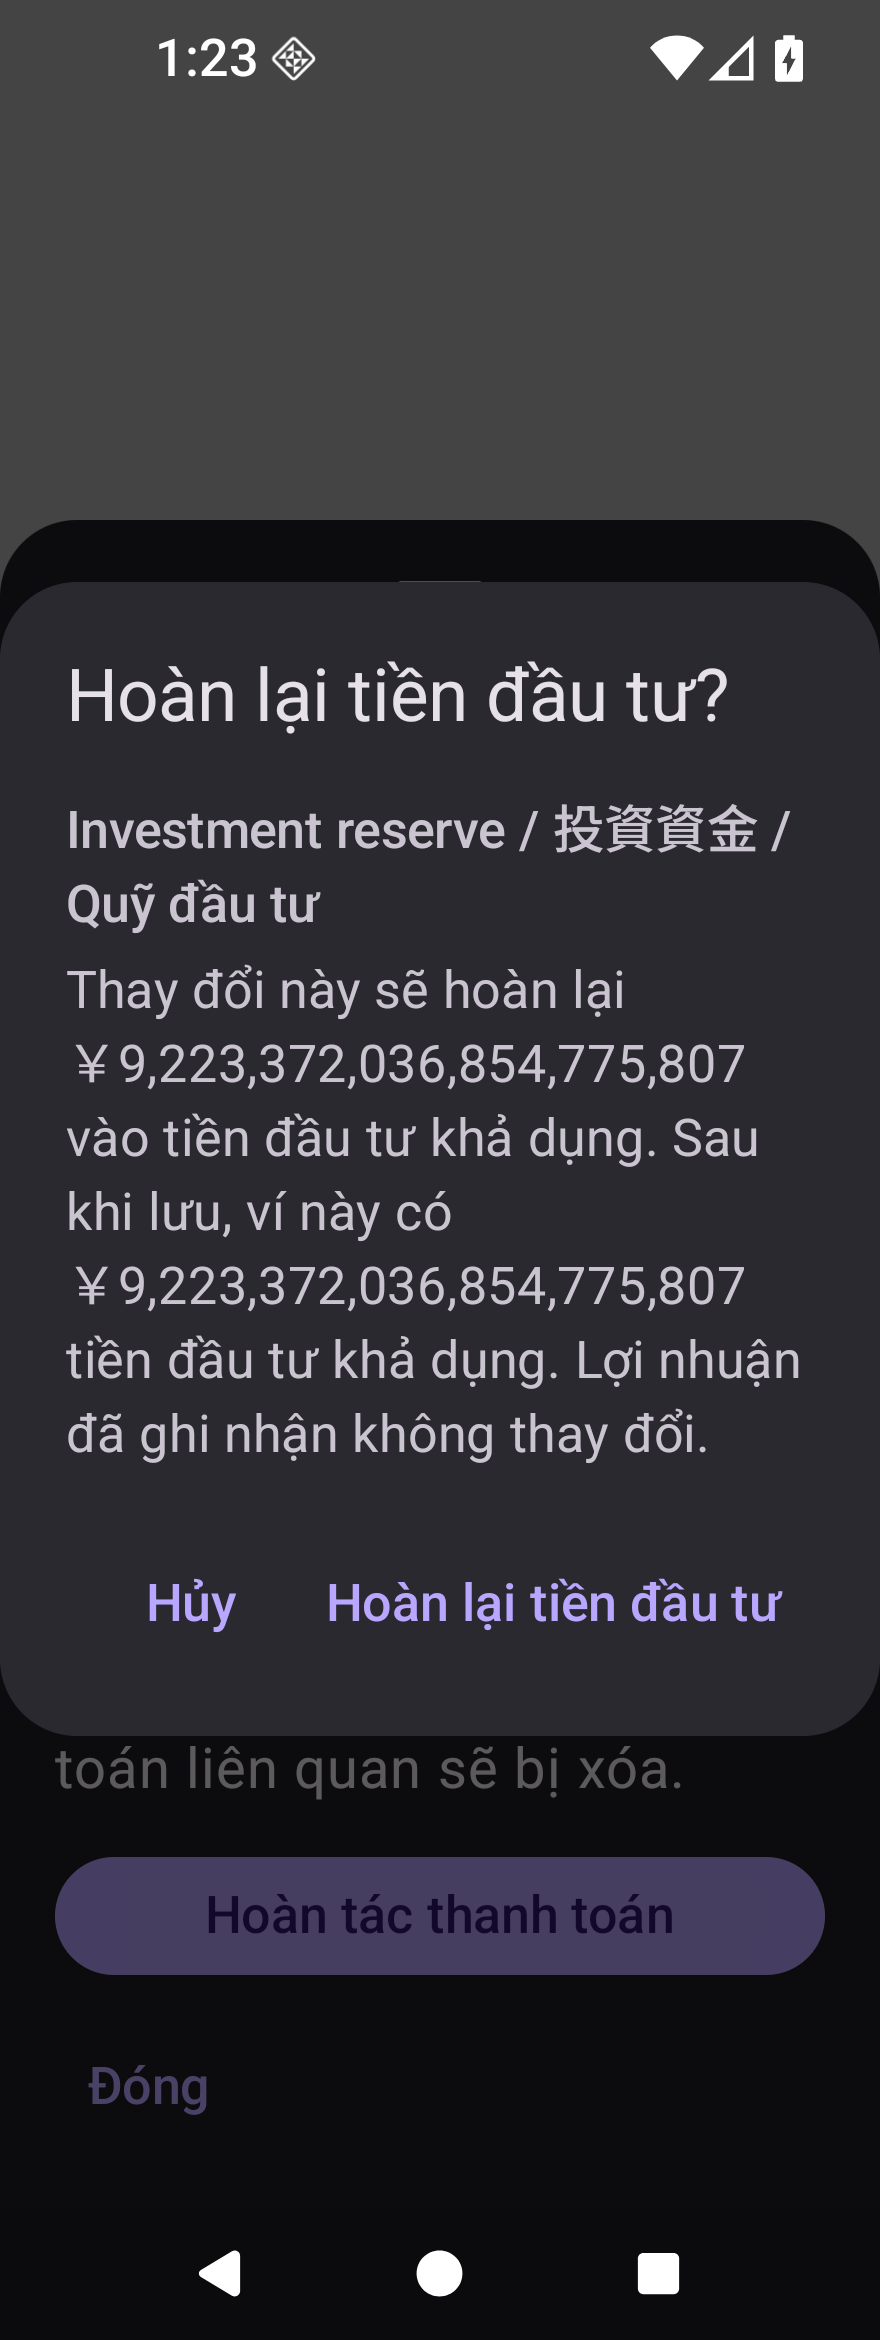 1:23
Hoàn lại tiền đầu tư?
Investment reserve / 投資資金 /
Quỹ đầu tư
Thay đổi này sẽ hoàn lại
￥9,223,372,036,854,775,807
vào tiền đầu tư khả dụng. Sau
khi lưu, ví này có
￥9,223,372,036,854,775,807
tiền đầu tư khả dụng. Lợi nhuận
đã ghi nhận không thay đổi.
Hủy Hoàn lại tiền đầu tư
toán liên quan sẽ bị xóa.
Hoàn tác thanh toán
Đóng